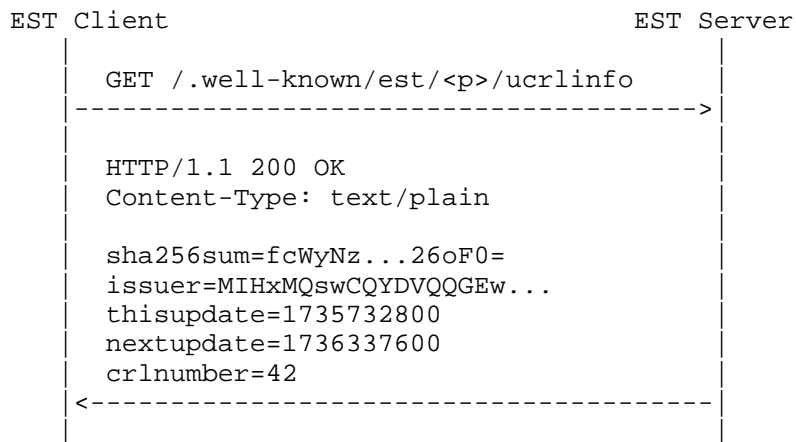 EST Client EST Server
GET /.well-known/est/<p>/ucrlinfo
HTTP/1.1 200 OK
Content-Type: text/plain
sha256sum=fcWyNz...26oF0=
issuer=MIHxMQswCQYDVQQGEw...
thisupdate=1735732800
nextupdate=1736337600
crlnumber=42